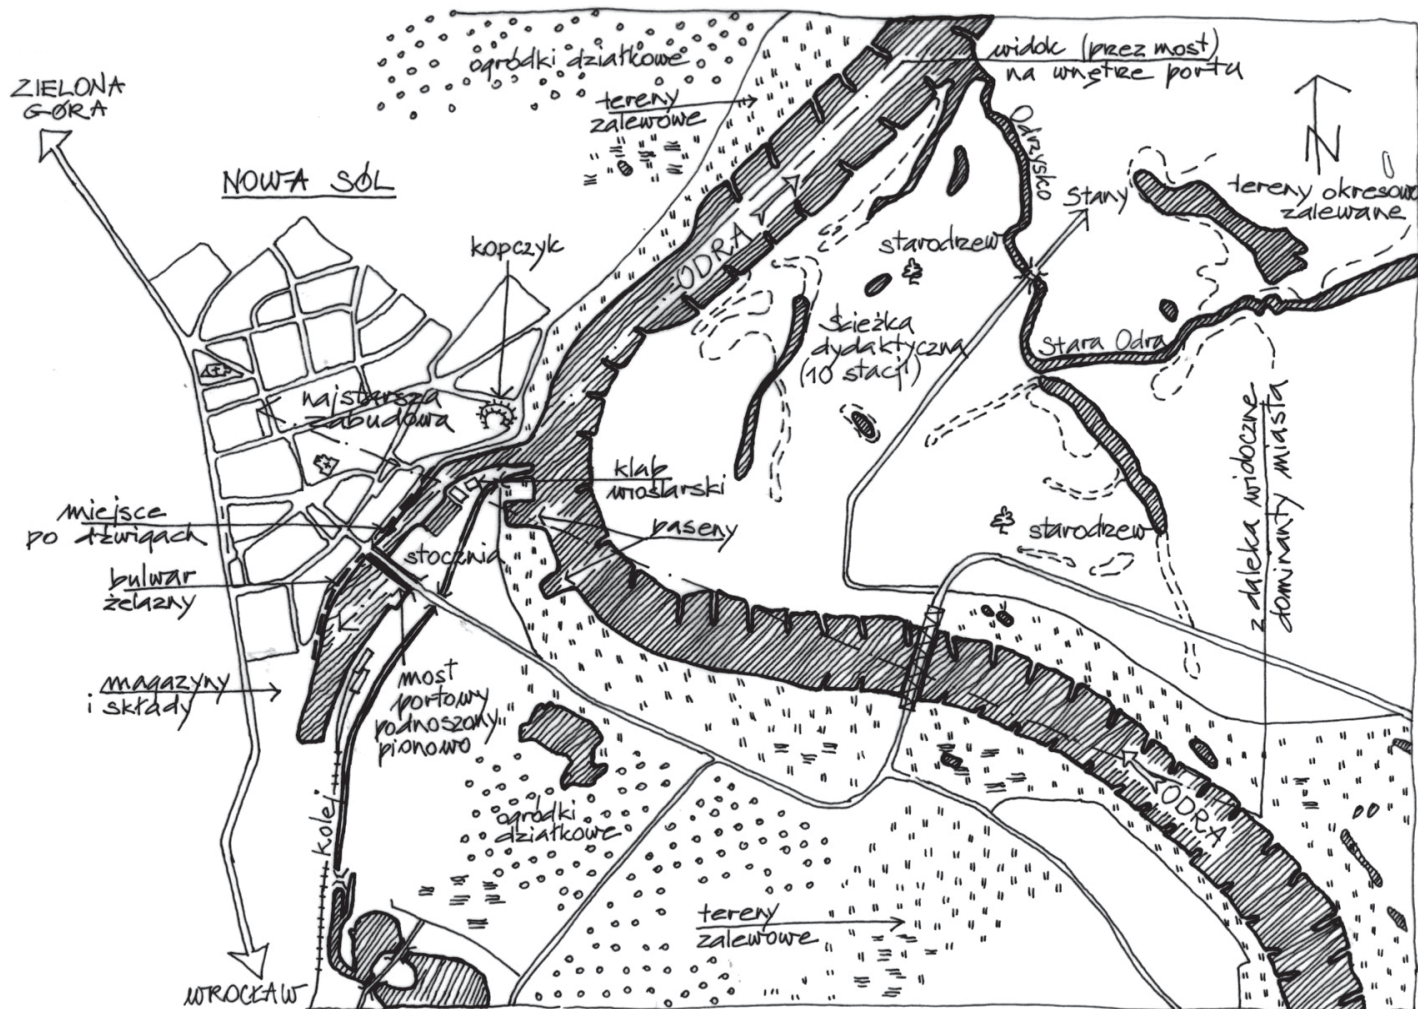 ogródki działkowe
widok (przez most)
na wnętrze portu
ZIELONA
GÓRA
tereny
zalewowe
Odrzysko
N
NOWA SÓL
Stany
tereny okresowo
zalewane
kopczyk
ODRA
starodrzew
ścieżka
dydaktyczna
(10 stacji)
Stara Odra
najstarsza
zabudowa
z daleka widoczne
dominanty miasta
klub
wioślarski
miejsce
po dźwigach
baseny
starodrzew
stocznia
bulwar
żelazny
magazyny
i składy
most
portowy
podnoszony
pionowo
kolej
ogródki
działkowe
ODRA
tereny
zalewowe
WROCŁAW